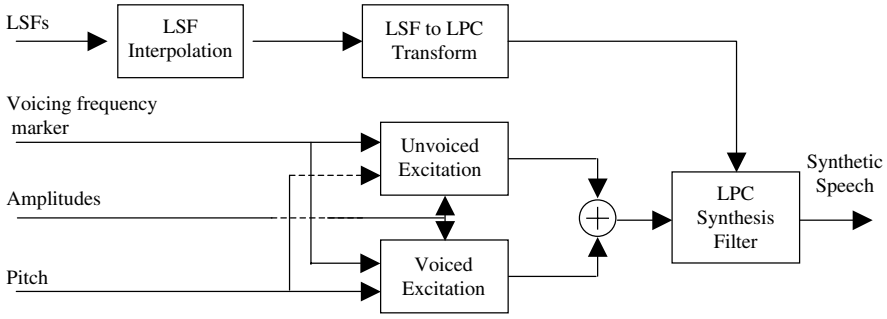 LSFs
LSF
Interpolation
LSF to LPC
Transform
Voicing frequency
marker
Unvoiced
Excitation
Amplitudes
Synthetic
Speech
LPC
Synthesis
Filter
Voiced
Excitation
Pitch